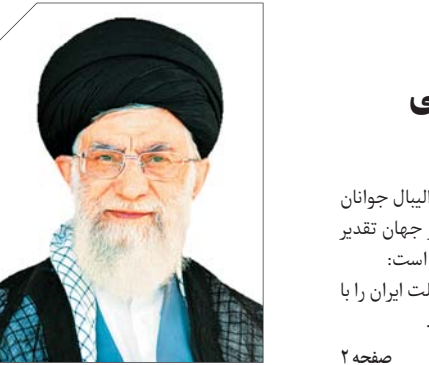 ی
الیبال جوانان
ر جهان تقدیر
است:
لت ایران را با
.
صفحه ۲